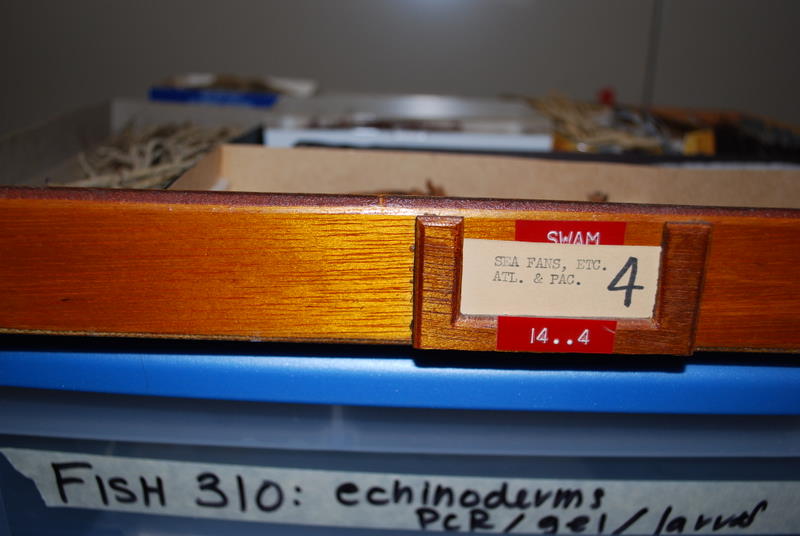 SWAM
SEA FANS, ETC.
ATL. & PAC.
4
14..4
FISH 310: echinoderms
PCR/gel/larvae